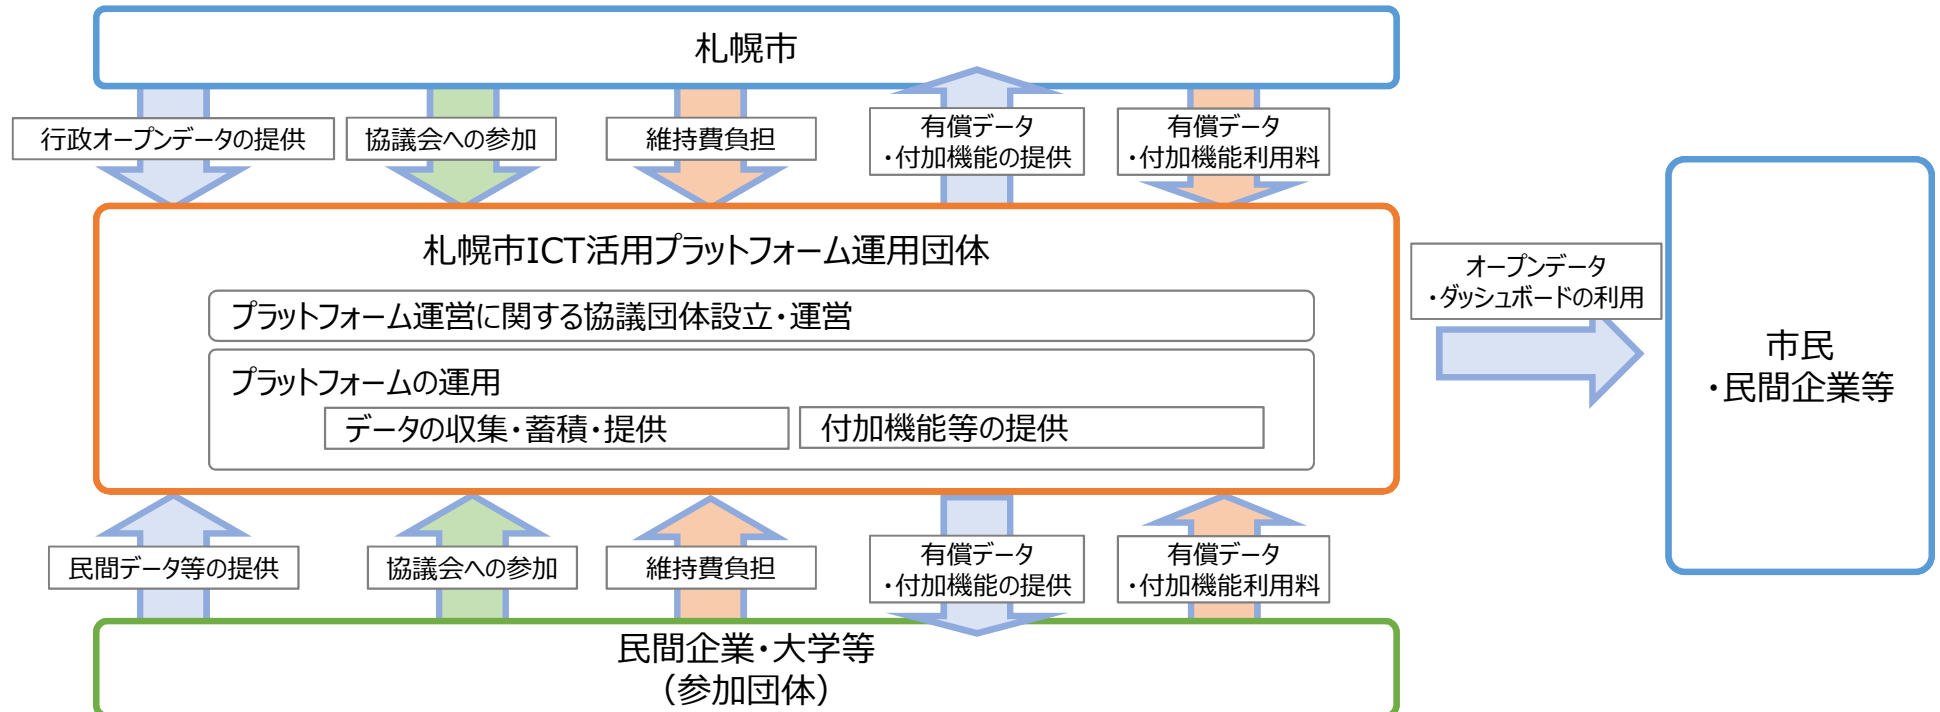 札幌市
行政オープンデータの提供
協議会への参加
維持費負担
有償データ
・付加機能の提供
有償データ
・付加機能利用料
札幌市ICT活用プラットフォーム運用団体
プラットフォーム運営に関する協議団体設立・運営
プラットフォームの運用
データの収集・蓄積・提供
付加機能等の提供
オープンデータ
・ダッシュボードの利用
市民
・民間企業等
民間データ等の提供
協議会への参加
維持費負担
有償データ
・付加機能の提供
有償データ
・付加機能利用料
民間企業・大学等
（参加団体）